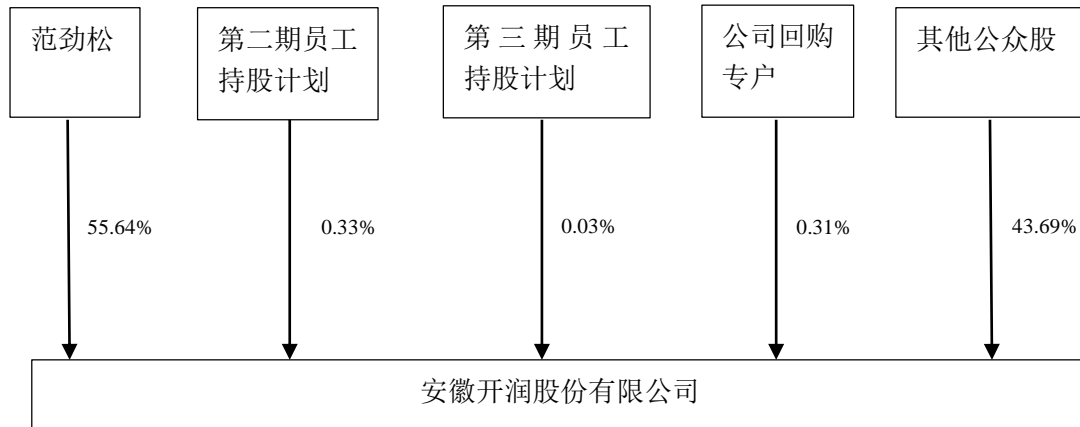 范劲松
第二期员工
持股计划
第三期员工
持股计划
公司回购
专户
其他公众股
55.64%
0.33%
0.03%
0.31%
43.69%
安徽开润股份有限公司